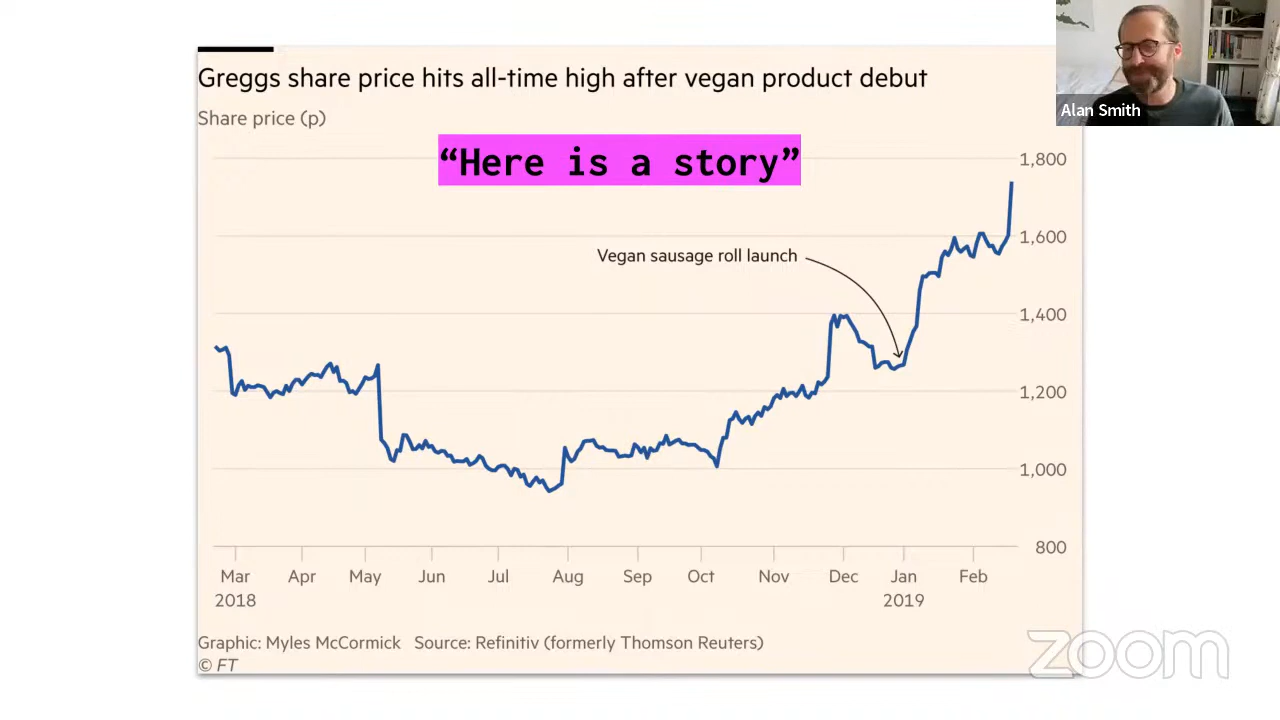 Greggs share price hits all-time high after vegan product debut
Alan Smith
Share price (p)
“Here is a story”
1,800
1,600
Vegan sausage roll launch
1,400
1,200
1,000
800
Mar Apr May Jun Jul Aug Sep Oct Nov Dec Jan Feb
2018 2019
Graphic: Myles McCormick Source: Refinitiv (formerly Thomson Reuters)
© FT
zoom